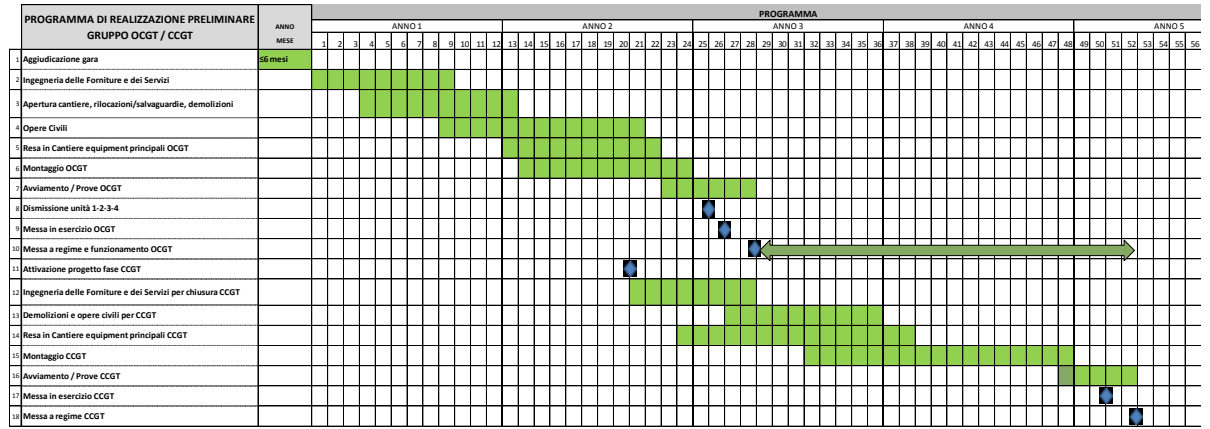 PROGRAMMA DI REALIZZAZIONE PRELIMINARE
GRUPPO OCGT / CCGT
ANNO
MESE
PROGRAMMA
ANNO 1 ANNO 2 ANNO 3 ANNO 4 ANNO 5
1 2 3 4 5 6 7 8 9 10 11 12 13 14 15 16 17 18 19 20 21 22 23 24 25 26 27 28 29 30 31 32 33 34 35 36 37 38 39 40 41 42 43 44 45 46 47 48 49 50 51 52 53 54 55 56
1 Aggiudicazione gara ≤6 mesi
2 Ingegneria delle Forniture e dei Servizi
3 Apertura cantiere, rilocazioni/salvaguardie, demolizioni
4 Opere Civili
5 Resa in Cantiere equipment principali OCGT
6 Montaggio OCGT
7 Avviamento / Prove OCGT
8 Dismissione unità 1-2-3-4
9 Messa in esercizio OCGT
10 Messa a regime e funzionamento OCGT
11 Attivazione progetto fase CCGT
12 Ingegneria delle Forniture e dei Servizi per chiusura CCGT
13 Demolizioni e opere civili per CCGT
14 Resa in Cantiere equipment principali CCGT
15 Montaggio CCGT
16 Avviamento / Prove CCGT
17 Messa in esercizio CCGT
18 Messa a regime CCGT